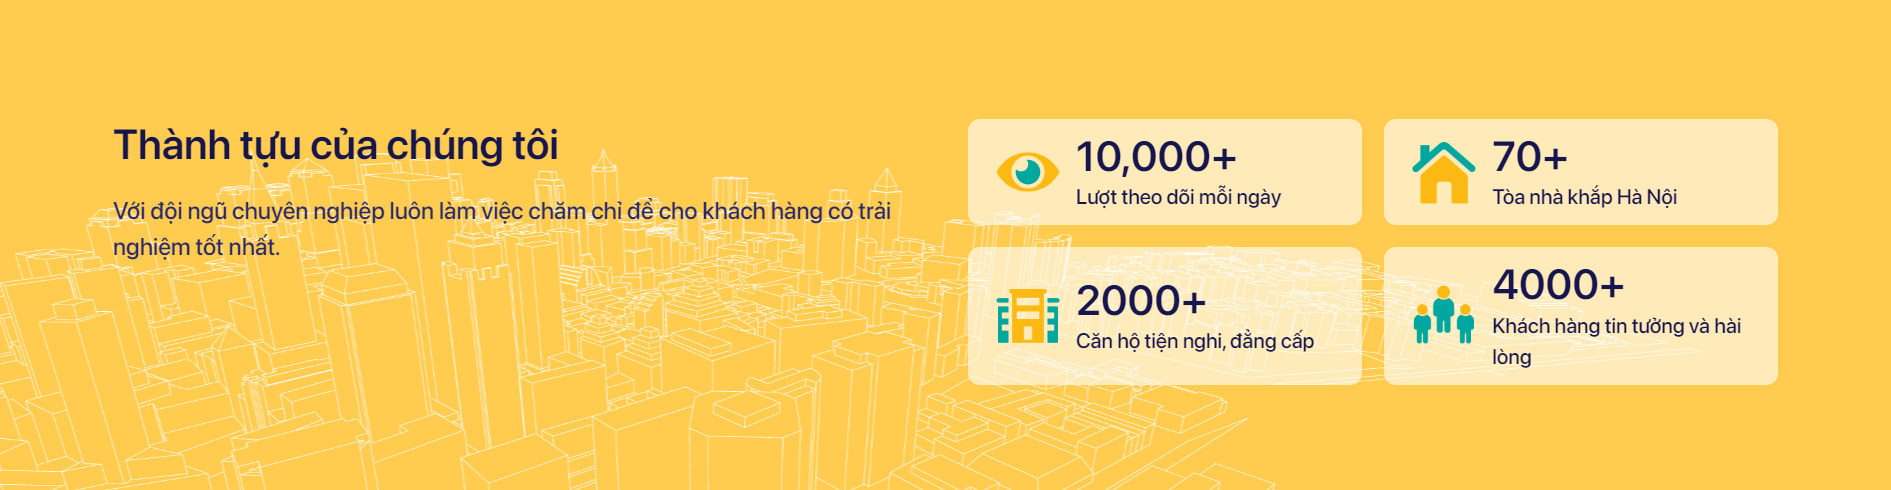 Thành tựu của chúng tôi
Với đội ngũ chuyên nghiệp luôn làm việc chăm chỉ để cho khách hàng có trải
nghiệm tốt nhất.
10,000+
Lượt theo dõi mỗi ngày
70+
Tòa nhà khắp Hà Nội
2000+
Căn hộ tiện nghi, đẳng cấp
4000+
Khách hàng tin tưởng và hài
lòng